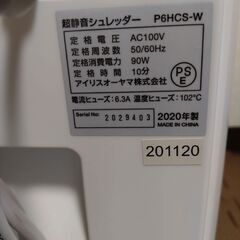 超静音シュレッダー P6HCS-W
定格電圧 AC100V
定格周波数 50/60Hz
定格消費電力 90W
定格時間 10分
アイリスオーヤマ株式会社
PSE
電流ヒューズ:6.3A 温度ヒューズ:102℃
Serial No.: 2029403 2020年製
201120